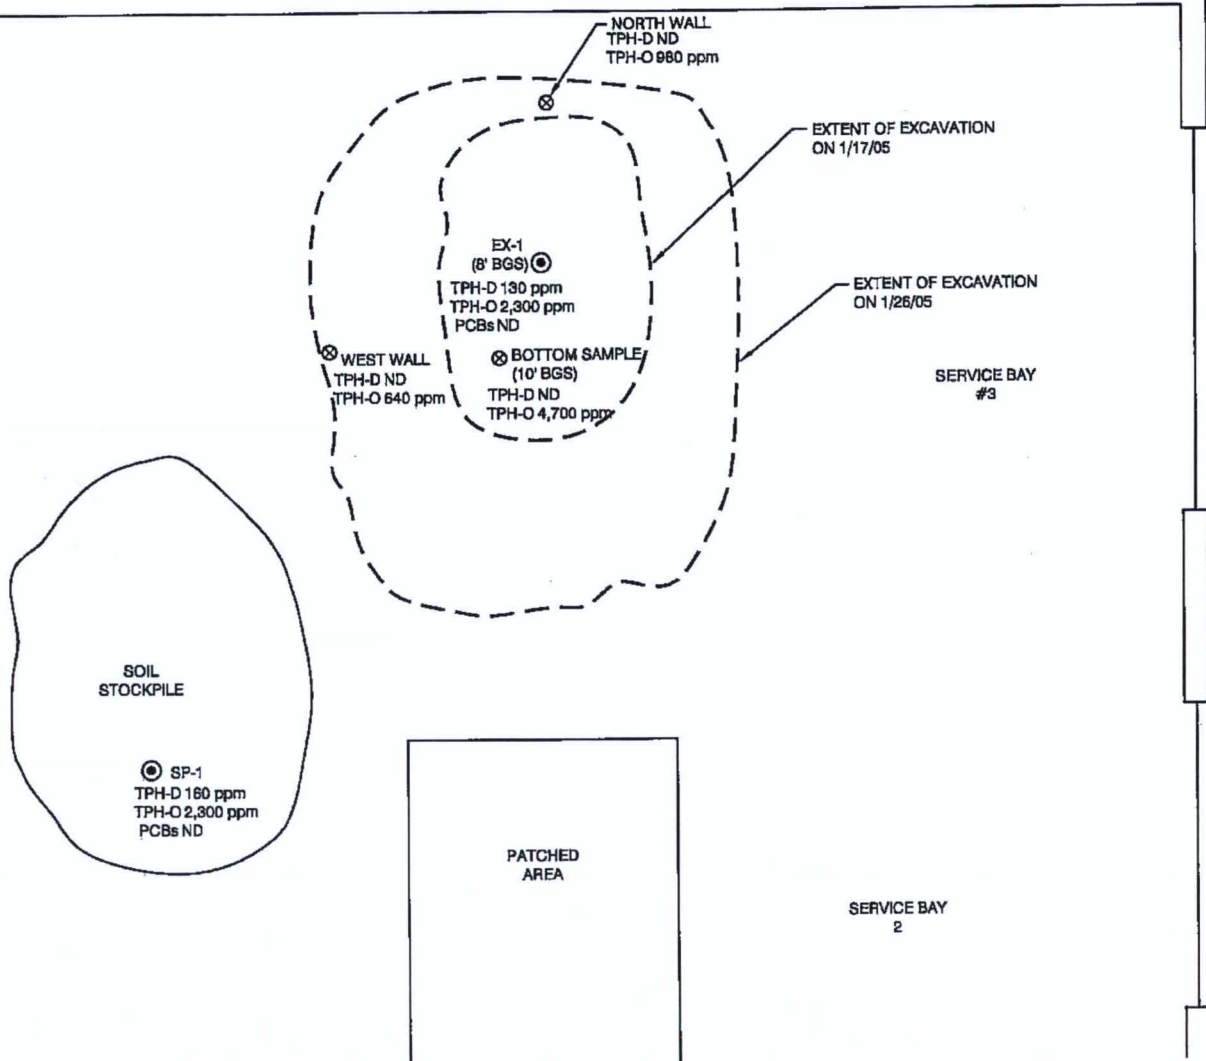 NORTH WALL
TPH-D ND
TPH-O 980 ppm
EXTENT OF EXCAVATION
ON 1/17/05
EX-1
(8' BGS)
TPH-D 130 ppm
TPH-O 2,300 ppm
PCBs ND
EXTENT OF EXCAVATION
ON 1/26/05
WEST WALL
TPH-D ND
TPH-O 640 ppm
BOTTOM SAMPLE
(10' BGS)
TPH-D ND
TPH-O 4,700 ppm
SERVICE BAY
#3
SOIL
STOCKPILE
SP-1
TPH-D 160 ppm
TPH-O 2,300 ppm
PCBs ND
PATCHED
AREA
SERVICE BAY
2